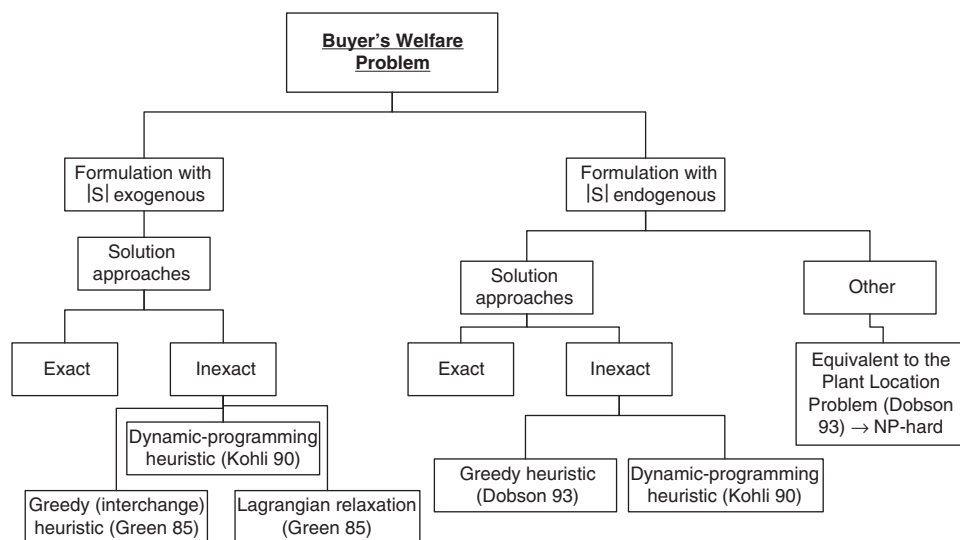 Buyer's Welfare
Problem
Formulation with
|S| exogenous
Formulation with
|S| endogenous
Solution
approaches
Solution
approaches
Other
Exact
Inexact
Exact
Inexact
Equivalent to the
Plant Location
Problem (Dobson
93) → NP-hard
Dynamic-programming
heuristic (Kohli 90)
Greedy (interchange)
heuristic (Green 85)
Lagrangian relaxation
(Green 85)
Greedy heuristic
(Dobson 93)
Dynamic-programming
heuristic (Kohli 90)